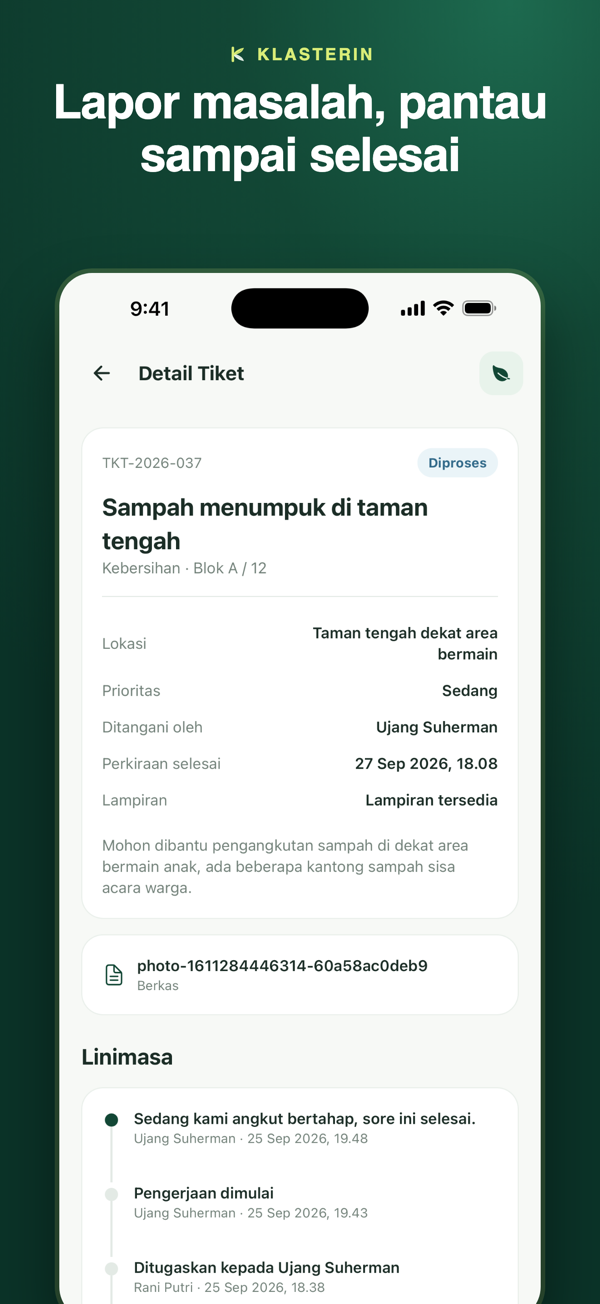 KLASTERIN
Lapor masalah, pantau
sampai selesai
9:41
Detail Tiket
TKT-2026-037
Diproses
Sampah menumpuk di taman
tengah
Kebersihan · Blok A / 12
Lokasi
Taman tengah dekat area
bermain
Prioritas
Sedang
Ditangani oleh
Ujang Suherman
Perkiraan selesai
27 Sep 2026, 18.08
Lampiran
Lampiran tersedia
Mohon dibantu pengangkutan sampah di dekat area
bermain anak, ada beberapa kantong sampah sisa
acara warga.
photo-1611284446314-60a58ac0deb9
Berkas
Linimasa
Sedang kami angkut bertahap, sore ini selesai.
Ujang Suherman · 25 Sep 2026, 19.48
Pengerjaan dimulai
Ujang Suherman · 25 Sep 2026, 19.43
Ditugaskan kepada Ujang Suherman
Rani Putri · 25 Sep 2026, 18.38